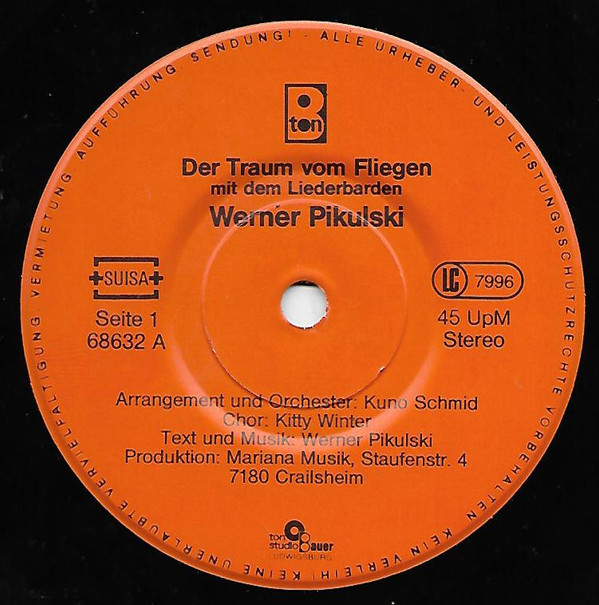 ALLE URHEBER- UND LEISTUNGSSCHUTZRECHTE VORBEHALTEN. KEIN VERLEIH! KEINE UNERLAUBTE VERVIELFÄLTIGUNG VERMIETUNG, AUFFÜHRUNG SENDUNG! -
B
ton
Der Traum vom Fliegen
mit dem Liederbarden
Werner Pikulski
SUISA
LC 7996
Seite 1
45 UpM
68632 A
Stereo
Arrangement und Orchester: Kuno Schmid
Chor: Kitty Winter
Text und Musik: Werner Pikulski
Produktion: Mariana Musik, Staufenstr. 4
7180 Crailsheim
ton
studio Bauer
LUDWIGSBURG